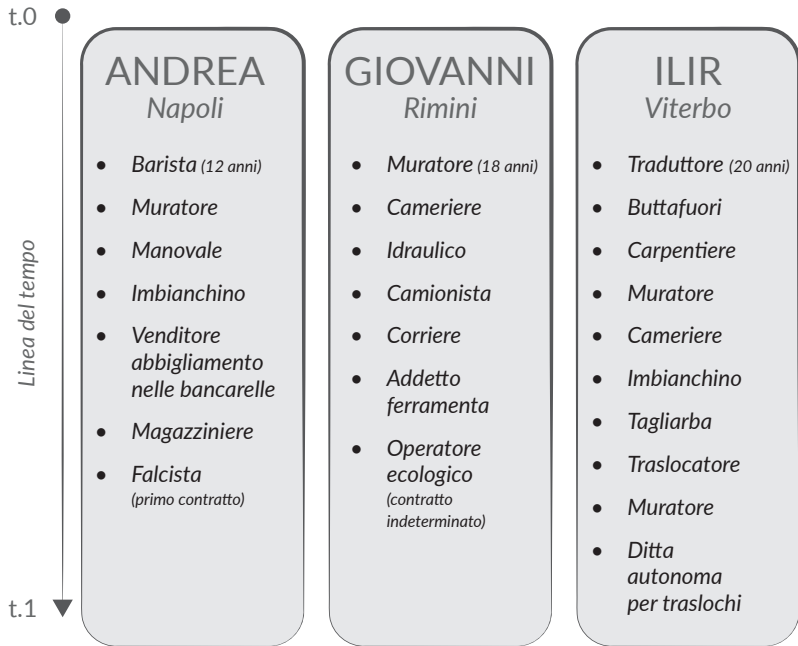 t.0
Linea del tempo
t.1
ANDREA
Napoli
• Barista (12 anni)
• Muratore
• Manovale
• Imbianchino
• Venditore
abbigliamento
nelle bancarelle
• Magazziniere
• Falcista
(primo contratto)
GIOVANNI
Rimini
• Muratore (18 anni)
• Cameriere
• Idraulico
• Camionista
• Corriere
• Addetto
ferramenta
• Operatore
ecologico
(contratto
indeterminato)
ILIR
Viterbo
• Traduttore (20 anni)
• Buttafuori
• Carpentiere
• Muratore
• Cameriere
• Imbianchino
• Tagliarba
• Traslocatore
• Muratore
• Ditta
autonoma
per traslochi